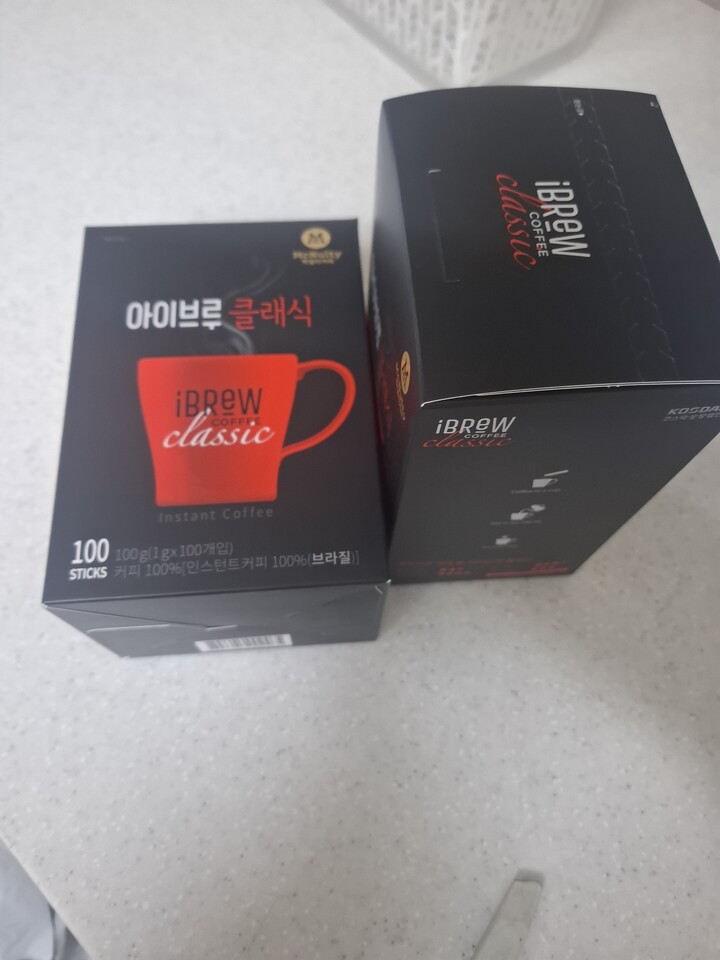 McNulty
아이브루 클래식
iBReW
COFFEE
classic
Instant Coffee
100
STICKS
100g(1g×100개입)
커피 100%[인스턴트커피 100%(브라질)]
iBReW
COFFEE
classic
iBReW
COFFEE
classic